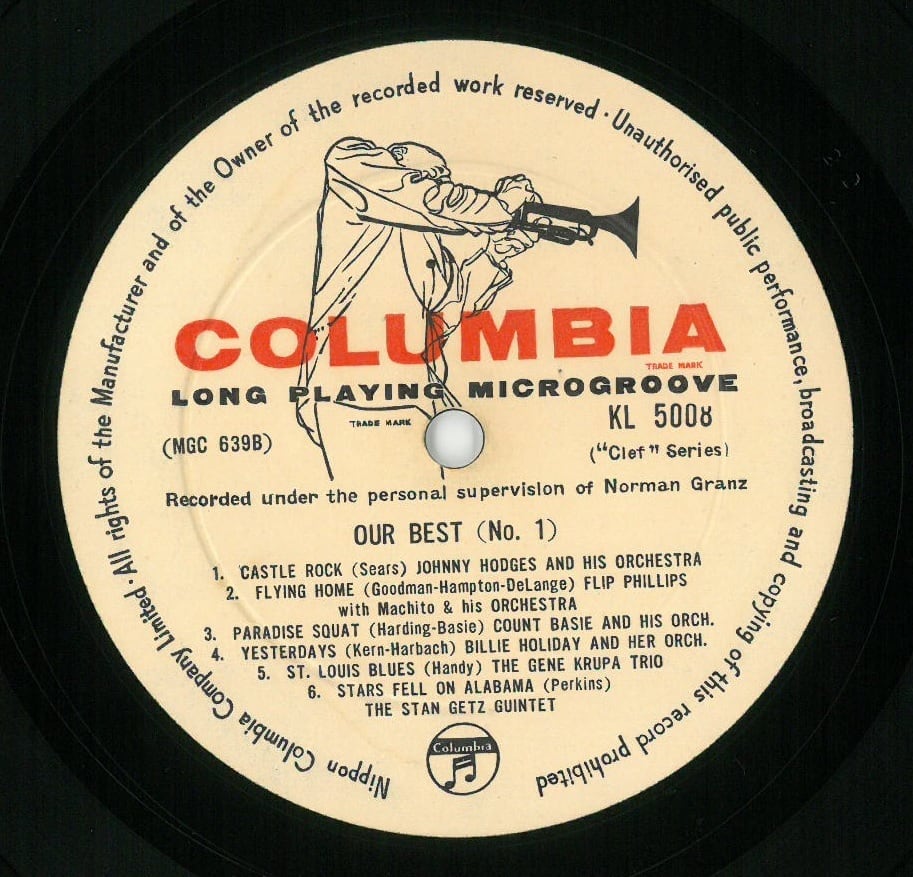 Nippon Columbia Company Limited · All rights of the Manufacturer and of the Owner of the recorded work reserved · Unauthorised public performance, broadcasting and copying of this record prohibited
COLUMBIA
TRADE MARK
LONG PLAYING MICROGROOVE
TRADE MARK
KL 5008
(MGC 639B)
("Clef" Series)
Recorded under the personal supervision of Norman Granz
OUR BEST (No. 1)
1. CASTLE ROCK (Sears) JOHNNY HODGES AND HIS ORCHESTRA
2. FLYING HOME (Goodman-Hampton-DeLange) FLIP PHILLIPS
with Machito & his ORCHESTRA
3. PARADISE SQUAT (Harding-Basie) COUNT BASIE AND HIS ORCH.
4. YESTERDAYS (Kern-Harbach) BILLIE HOLIDAY AND HER ORCH.
5. ST. LOUIS BLUES (Handy) THE GENE KRUPA TRIO
6. STARS FELL ON ALABAMA (Perkins)
THE STAN GETZ GUINTET
Columbia